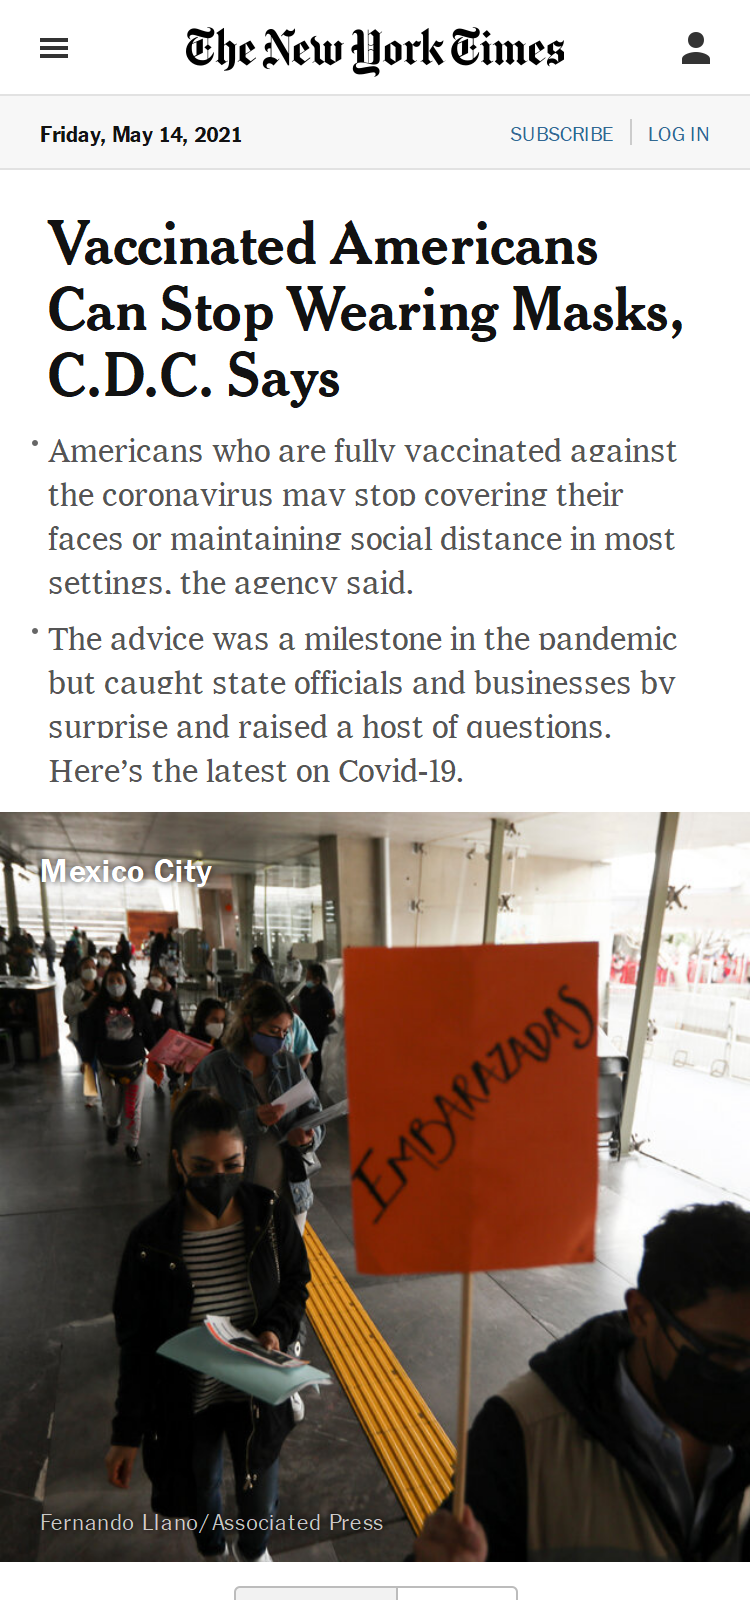 The New York Times
Friday, May 14, 2021
SUBSCRIBE
LOG IN
Vaccinated Americans
Can Stop Wearing Masks,
C.D.C. Says
• Americans who are fully vaccinated against
the coronavirus may stop covering their
faces or maintaining social distance in most
settings, the agency said.
• The advice was a milestone in the pandemic
but caught state officials and businesses by
surprise and raised a host of questions.
Here’s the latest on Covid-19.
Mexico City
EMBARAZADAS
Fernando Llano/Associated Press